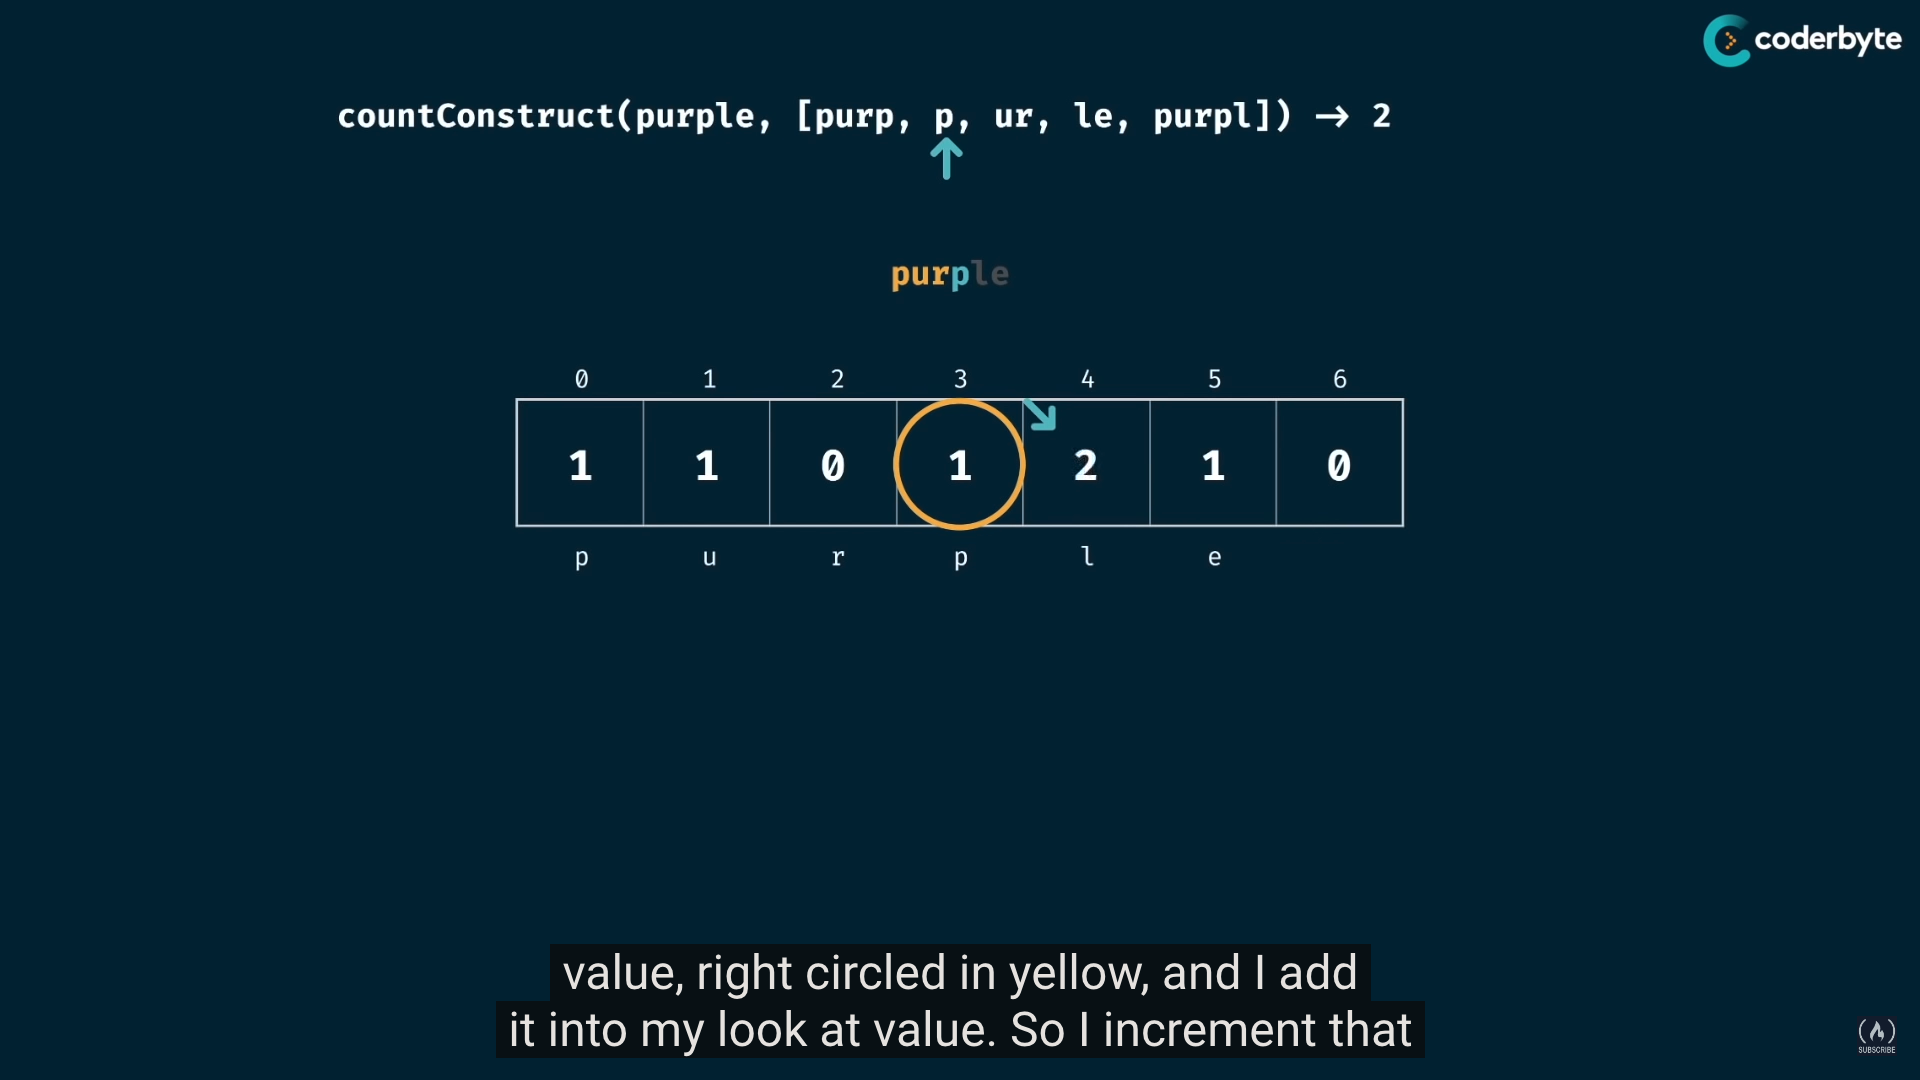 coderbyte
countConstruct(purple, [purp, p, ur, le, purpl]) → 2
purple
0 1 2 3 4 5 6
1 1 0 1 2 1 0
p u r p l e
value, right circled in yellow, and I add
it into my look at value. So I increment that
SUBSCRIBE